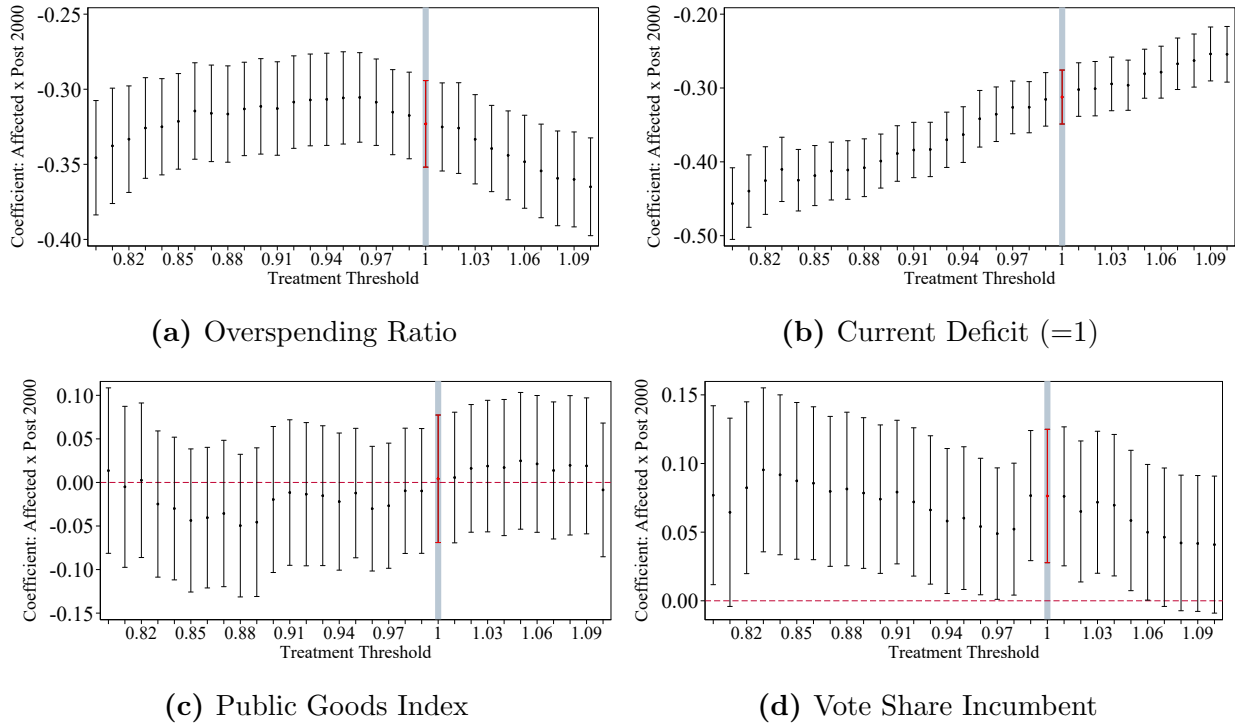 Coefficient: Affected x Post 2000
-0.25
-0.30
-0.35
-0.40
0.82 0.85 0.88 0.91 0.94 0.97 1 1.03 1.06 1.09
Treatment Threshold
(a) Overspending Ratio
Coefficient: Affected x Post 2000
-0.20
-0.30
-0.40
-0.50
0.82 0.85 0.88 0.91 0.94 0.97 1 1.03 1.06 1.09
Treatment Threshold
(b) Current Deficit (=1)
Coefficient: Affected x Post 2000
0.10
0.05
0.00
-0.05
-0.10
-0.15
0.82 0.85 0.88 0.91 0.94 0.97 1 1.03 1.06 1.09
Treatment Threshold
(c) Public Goods Index
Coefficient: Affected x Post 2000
0.15
0.10
0.05
0.00
0.82 0.85 0.88 0.91 0.94 0.97 1 1.03 1.06 1.09
Treatment Threshold
(d) Vote Share Incumbent